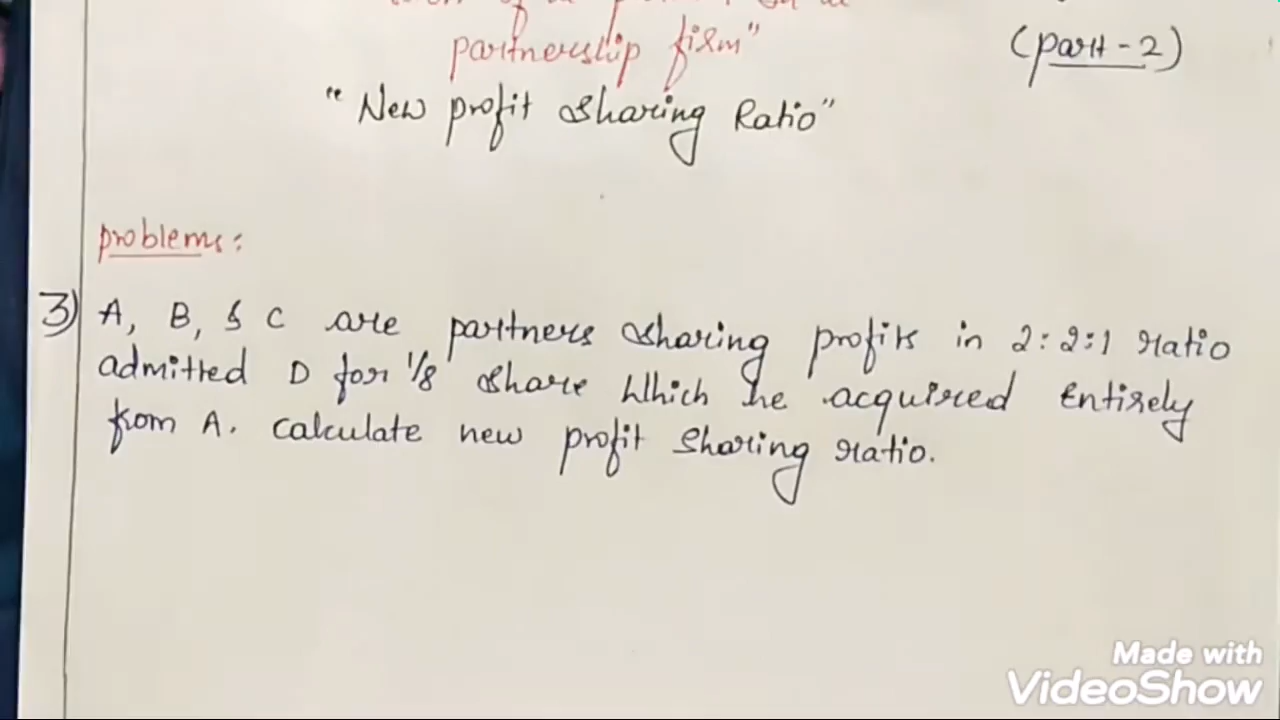 partnership firm"
(part-2)
"New profit sharing Ratio"
problems:
3) A, B, & C are partners sharing profits in 2:2:1 ratio
admitted D for 1/8 share which he acquired Entirely
from A. calculate new profit sharing ratio.
Made with
VideoShow